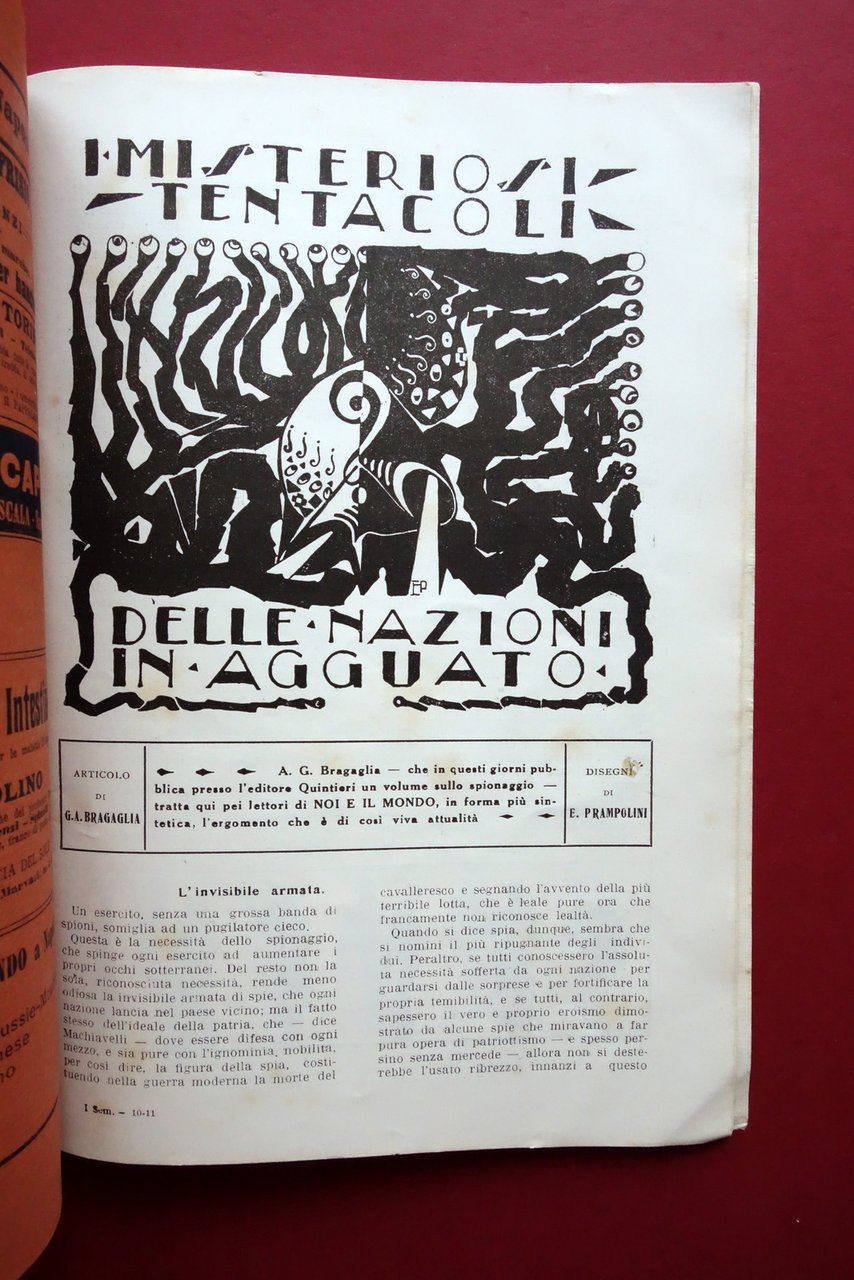 I·MISTERIOSI
TENTACOLI
EP
DELLE·NAZIONI
IN·AGGUATO·
ARTICOLO
DI
G.A.BRAGAGLIA
A. G. Bragaglia — che in questi giorni pub-
blica presso l'editore Quintieri un volume sullo spionaggio —
tratta qui pei lettori di NOI E IL MONDO, in forma più sin-
tetica, l'ergomento che è di così viva attualità
DISEGNI
DI
E. PRAMPOLINI
L'invisibile armata.
Un esercito, senza una grossa banda di
spioni, somiglia ad un pugilatore cieco.
Questa è la necessità dello spionaggio,
che spinge ogni esercito ad aumentare i
propri occhi sotterranei. Del resto non la
sola, riconosciuta necessità, rende meno
odiosa la invisibile armata di spie, che ogni
nazione lancia nel paese vicino; ma il fatto
stesso dell'ideale della patria, che — dice
Machiavelli — dove essere difesa con ogni
mezzo, e sia pure con l'ignominia, nobilita,
per così dire, la figura della spia, costi-
tuendo nella guerra moderna la morte del
I Sem. — 10-11
cavalleresco e segnando l'avvento della più
terribile lotta, che è leale pure ora che
francamente non riconosce lealtà.
Quando si dice spia, dunque, sembra che
si nomini il più ripugnante degli indivi-
dui. Peraltro, se tutti conoscessero l'assolu-
ta necessità sofferta da ogni nazione per
guardarsi dalle sorprese e per fortificare la
propria temibilità, e se tutti, al contrario,
sapessero il vero e proprio eroismo dimo-
strato da alcune spie che miravano a far
pura opera di patriottismo — e spesso per-
sino senza mercede — allora non si deste-
rebbe l'usato ribrezzo, innanzi a questo
CAP
SCALA
Intestin
OLINO